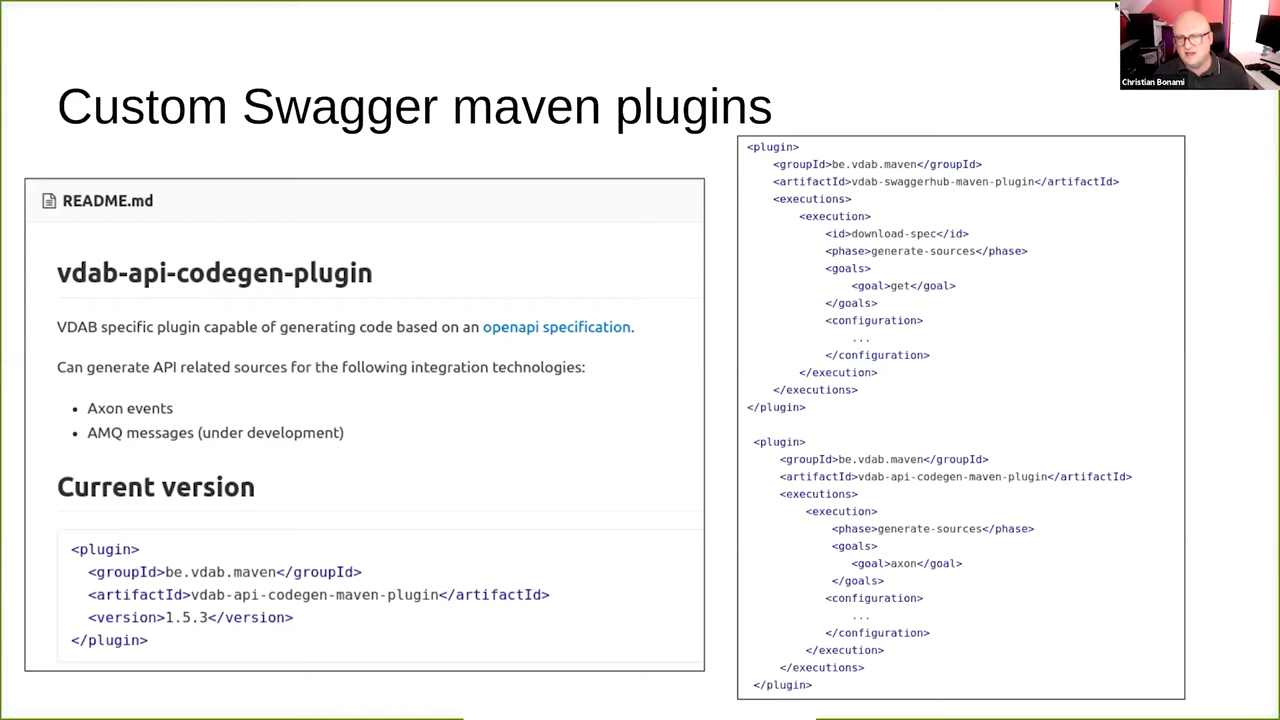 Christian Bonami
Custom Swagger maven plugins
README.md
vdab-api-codegen-plugin
VDAB specific plugin capable of generating code based on an openapi specification.
Can generate API related sources for the following integration technologies:
• Axon events
• AMQ messages (under development)
Current version
<plugin>
  <groupId>be.vdab.maven</groupId>
  <artifactId>vdab-api-codegen-maven-plugin</artifactId>
  <version>1.5.3</version>
</plugin>
<plugin>
    <groupId>be.vdab.maven</groupId>
    <artifactId>vdab-swaggerhub-maven-plugin</artifactId>
    <executions>
        <execution>
            <id>download-spec</id>
            <phase>generate-sources</phase>
            <goals>
                <goal>get</goal>
            </goals>
            <configuration>
                ...
            </configuration>
        </execution>
    </executions>
</plugin>
<plugin>
    <groupId>be.vdab.maven</groupId>
    <artifactId>vdab-api-codegen-maven-plugin</artifactId>
    <executions>
        <execution>
            <phase>generate-sources</phase>
            <goals>
                <goal>axon</goal>
            </goals>
            <configuration>
                ...
            </configuration>
        </execution>
    </executions>
</plugin>